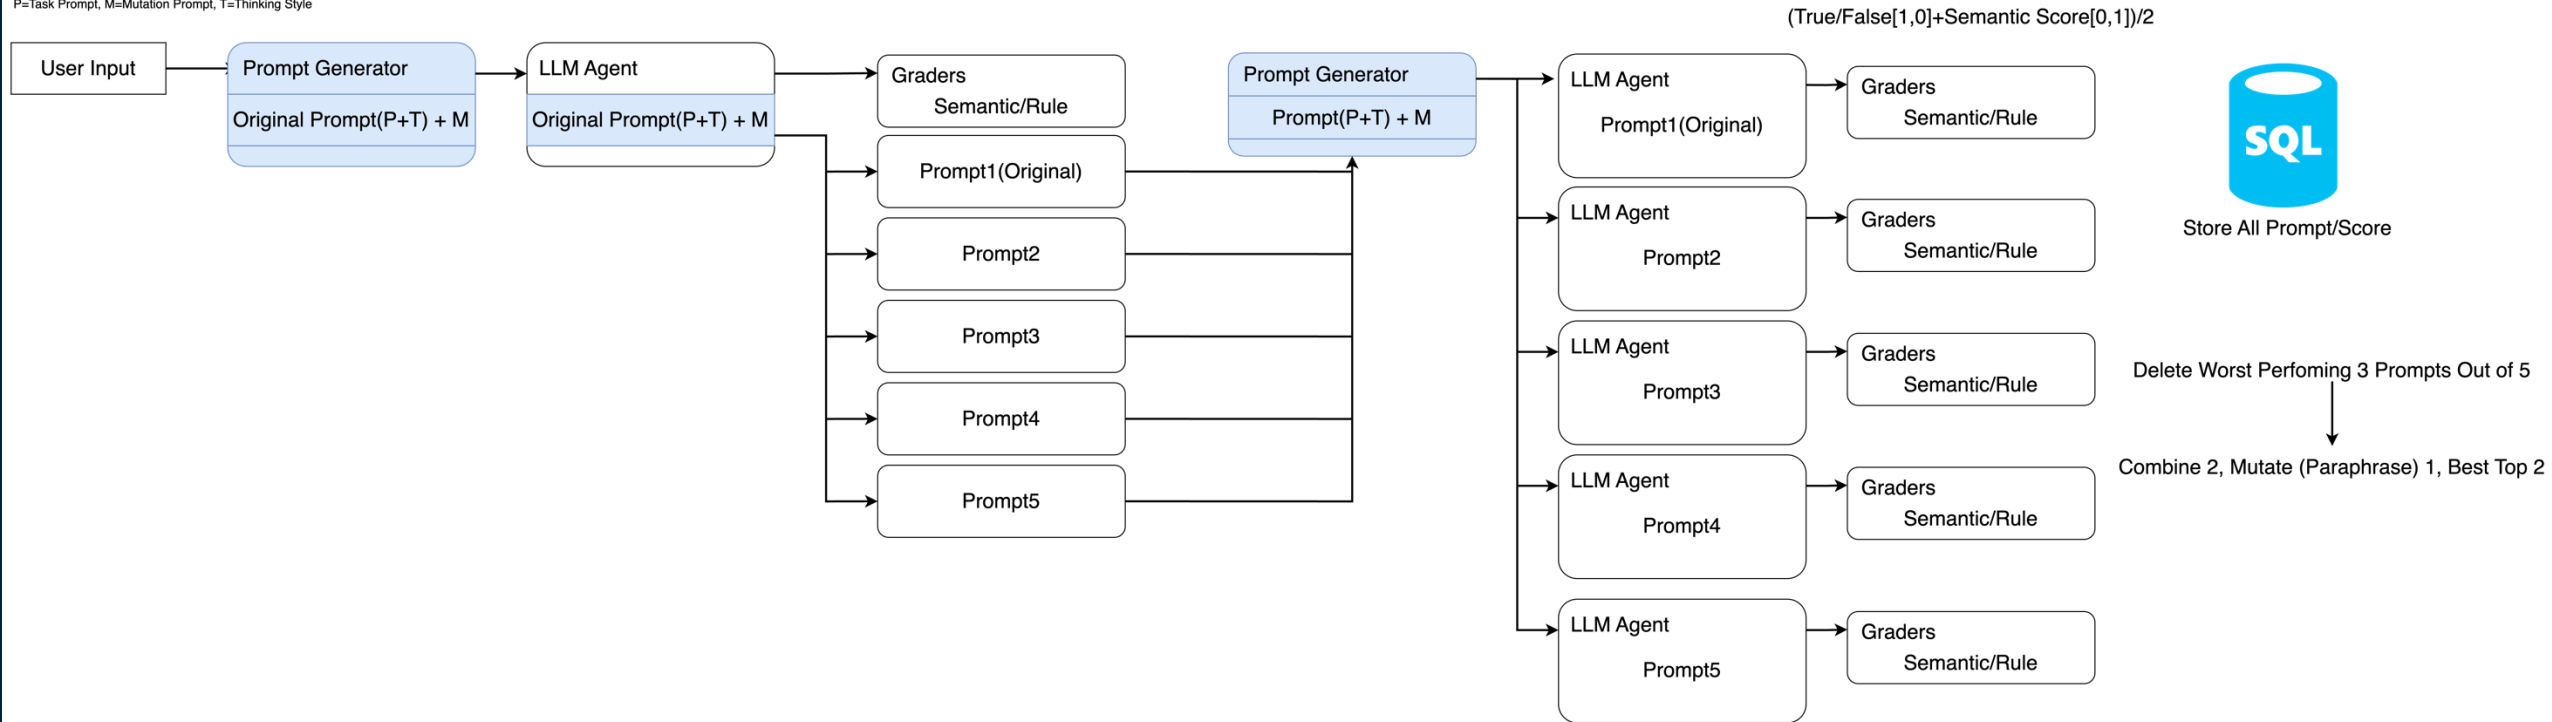 P=Task Prompt, M=Mutation Prompt, T=Thinking Style
User Input
Prompt Generator
Original Prompt(P+T) + M
LLM Agent
Original Prompt(P+T) + M
Graders
Semantic/Rule
Prompt1(Original)
Prompt2
Prompt3
Prompt4
Prompt5
Prompt Generator
Prompt(P+T) + M
(True/False[1,0]+Semantic Score[0,1])/2
LLM Agent
Prompt1(Original)
Graders
Semantic/Rule
LLM Agent
Prompt2
Graders
Semantic/Rule
LLM Agent
Prompt3
Graders
Semantic/Rule
LLM Agent
Prompt4
Graders
Semantic/Rule
LLM Agent
Prompt5
Graders
Semantic/Rule
SQL
Store All Prompt/Score
Delete Worst Perfoming 3 Prompts Out of 5
Combine 2, Mutate (Paraphrase) 1, Best Top 2